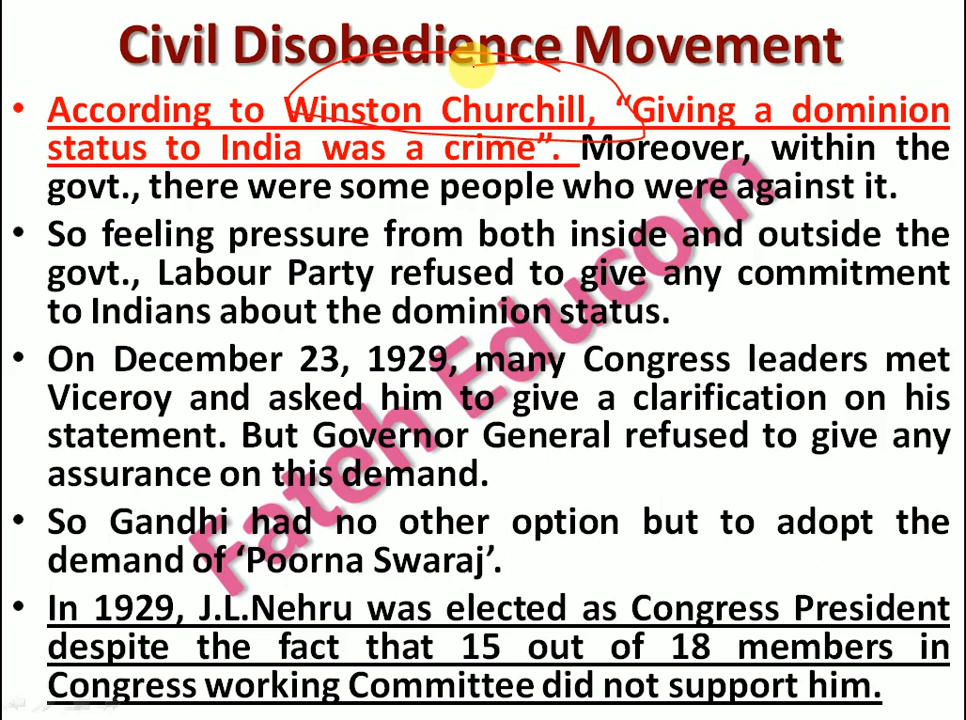 Civil Disobedience Movement
• According to Winston Churchill, “Giving a dominion
status to India was a crime”. Moreover, within the
govt., there were some people who were against it.
• So feeling pressure from both inside and outside the
govt., Labour Party refused to give any commitment
to Indians about the dominion status.
• On December 23, 1929, many Congress leaders met
Viceroy and asked him to give a clarification on his
statement. But Governor General refused to give any
assurance on this demand.
• So Gandhi had no other option but to adopt the
demand of ‘Poorna Swaraj’.
• In 1929, J.L.Nehru was elected as Congress President
despite the fact that 15 out of 18 members in
Congress working Committee did not support him.
Fateh Educom